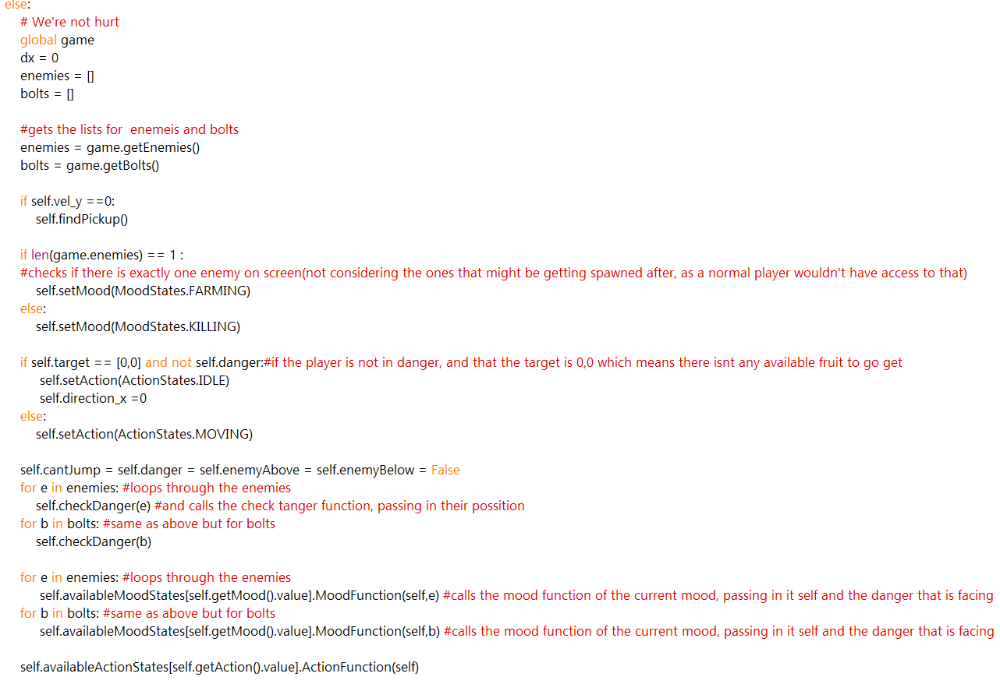 else:
# We're not hurt
global game
dx = 0
enemies = []
bolts = []
#gets the lists for  enemeis and bolts
enemies = game.getEnemies()
bolts = game.getBolts()
if self.vel_y ==0:
self.findPickup()
if len(game.enemies) == 1 :
#checks if there is exactly one enemy on screen(not considering the ones that might be getting spawned after, as a normal player wouldn't have access to that)
self.setMood(MoodStates.FARMING)
else:
self.setMood(MoodStates.KILLING)
if self.target == [0,0] and not self.danger:#if the player is not in danger, and that the target is 0,0 which means there isnt any available fruit to go get
self.setAction(ActionStates.IDLE)
self.direction_x =0
else:
self.setAction(ActionStates.MOVING)
self.cantJump = self.danger = self.enemyAbove = self.enemyBelow = False
for e in enemies: #loops through the enemies
self.checkDanger(e) #and calls the check tanger function, passing in their possition
for b in bolts: #same as above but for bolts
self.checkDanger(b)
for e in enemies: #loops through the enemies
self.availableMoodStates[self.getMood().value].MoodFunction(self,e) #calls the mood function of the current mood, passing in it self and the danger that is facing
for b in bolts: #same as above but for bolts
self.availableMoodStates[self.getMood().value].MoodFunction(self,b) #calls the mood function of the current mood, passing in it self and the danger that is facing
self.availableActionStates[self.getAction().value].ActionFunction(self)